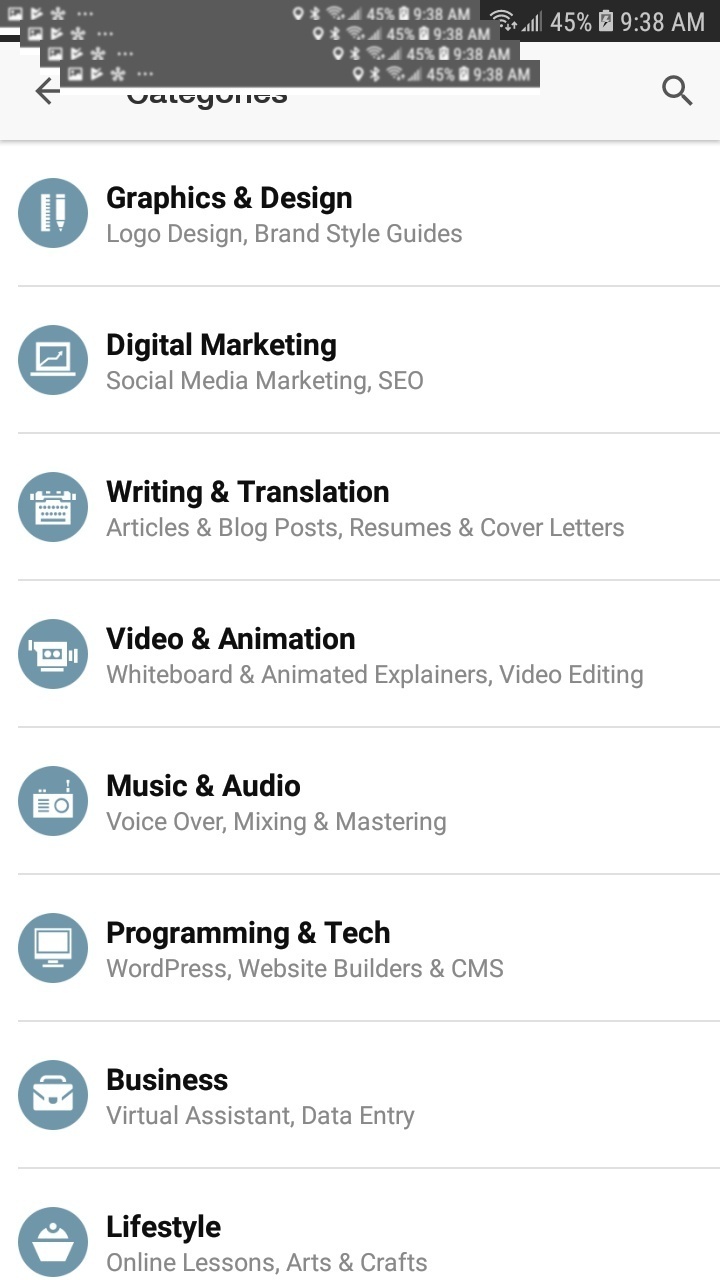 45% 9:38 AM
45% 9:38 AM
45% 9:38 AM
45% 9:38 AM
45% 9:38 AM
Categories
Graphics & Design
Logo Design, Brand Style Guides
Digital Marketing
Social Media Marketing, SEO
Writing & Translation
Articles & Blog Posts, Resumes & Cover Letters
Video & Animation
Whiteboard & Animated Explainers, Video Editing
Music & Audio
Voice Over, Mixing & Mastering
Programming & Tech
WordPress, Website Builders & CMS
Business
Virtual Assistant, Data Entry
Lifestyle
Online Lessons, Arts & Crafts